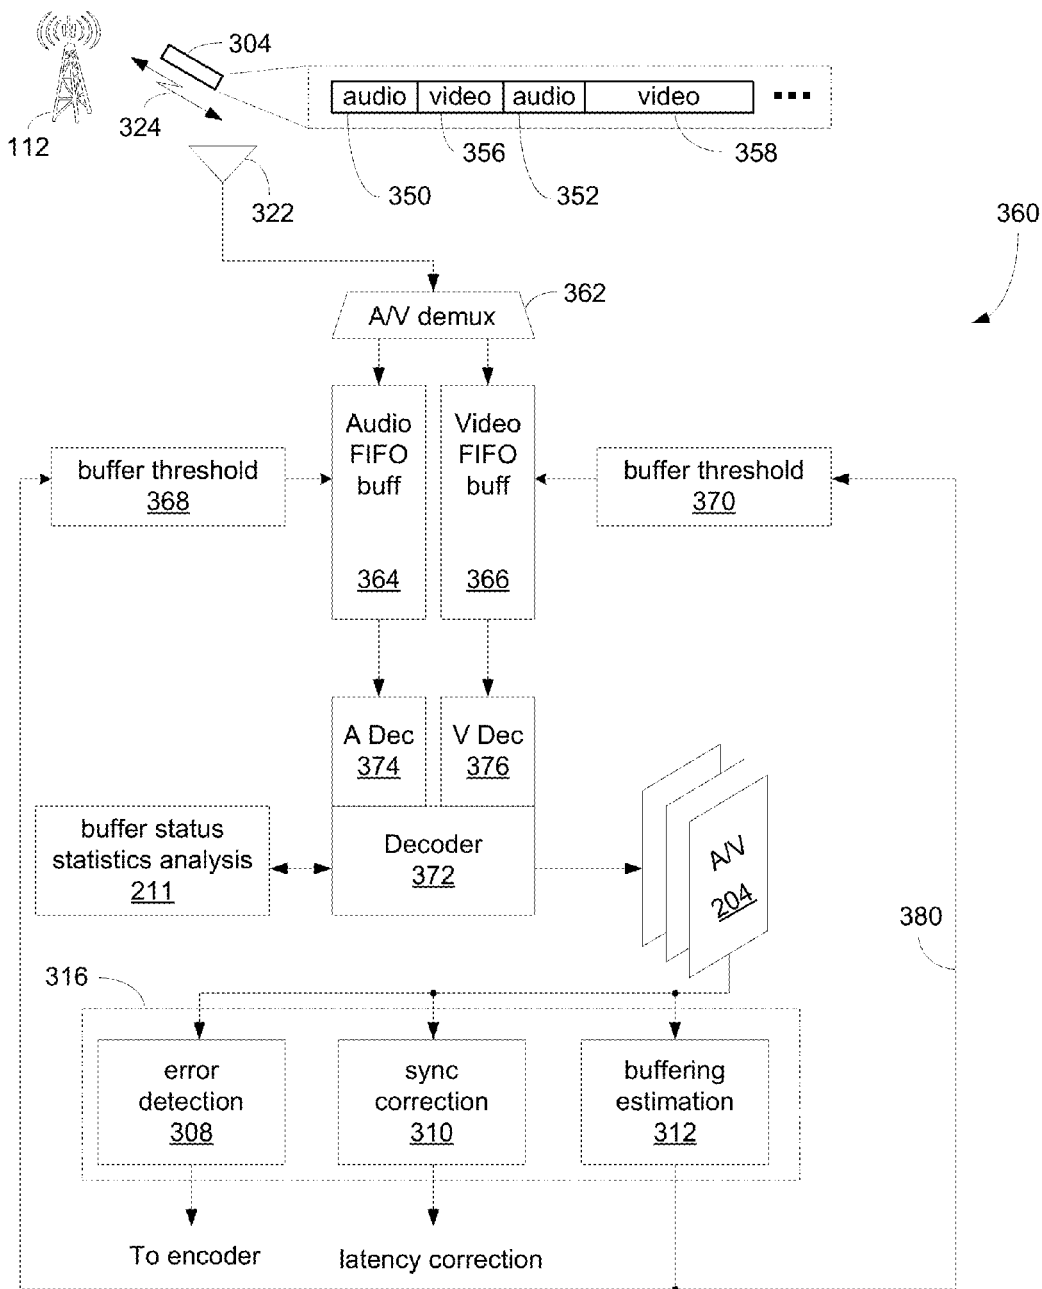 304
audio video audio video
324
112
356
358
350
352
322
360
362
A/V demux
Audio
FIFO
buff
364
Video
FIFO
buff
366
buffer threshold
368
buffer threshold
370
A Dec
374
V Dec
376
buffer status
statistics analysis
211
Decoder
372
A/V
204
380
316
error
detection
308
sync
correction
310
buffering
estimation
312
To encoder
latency correction